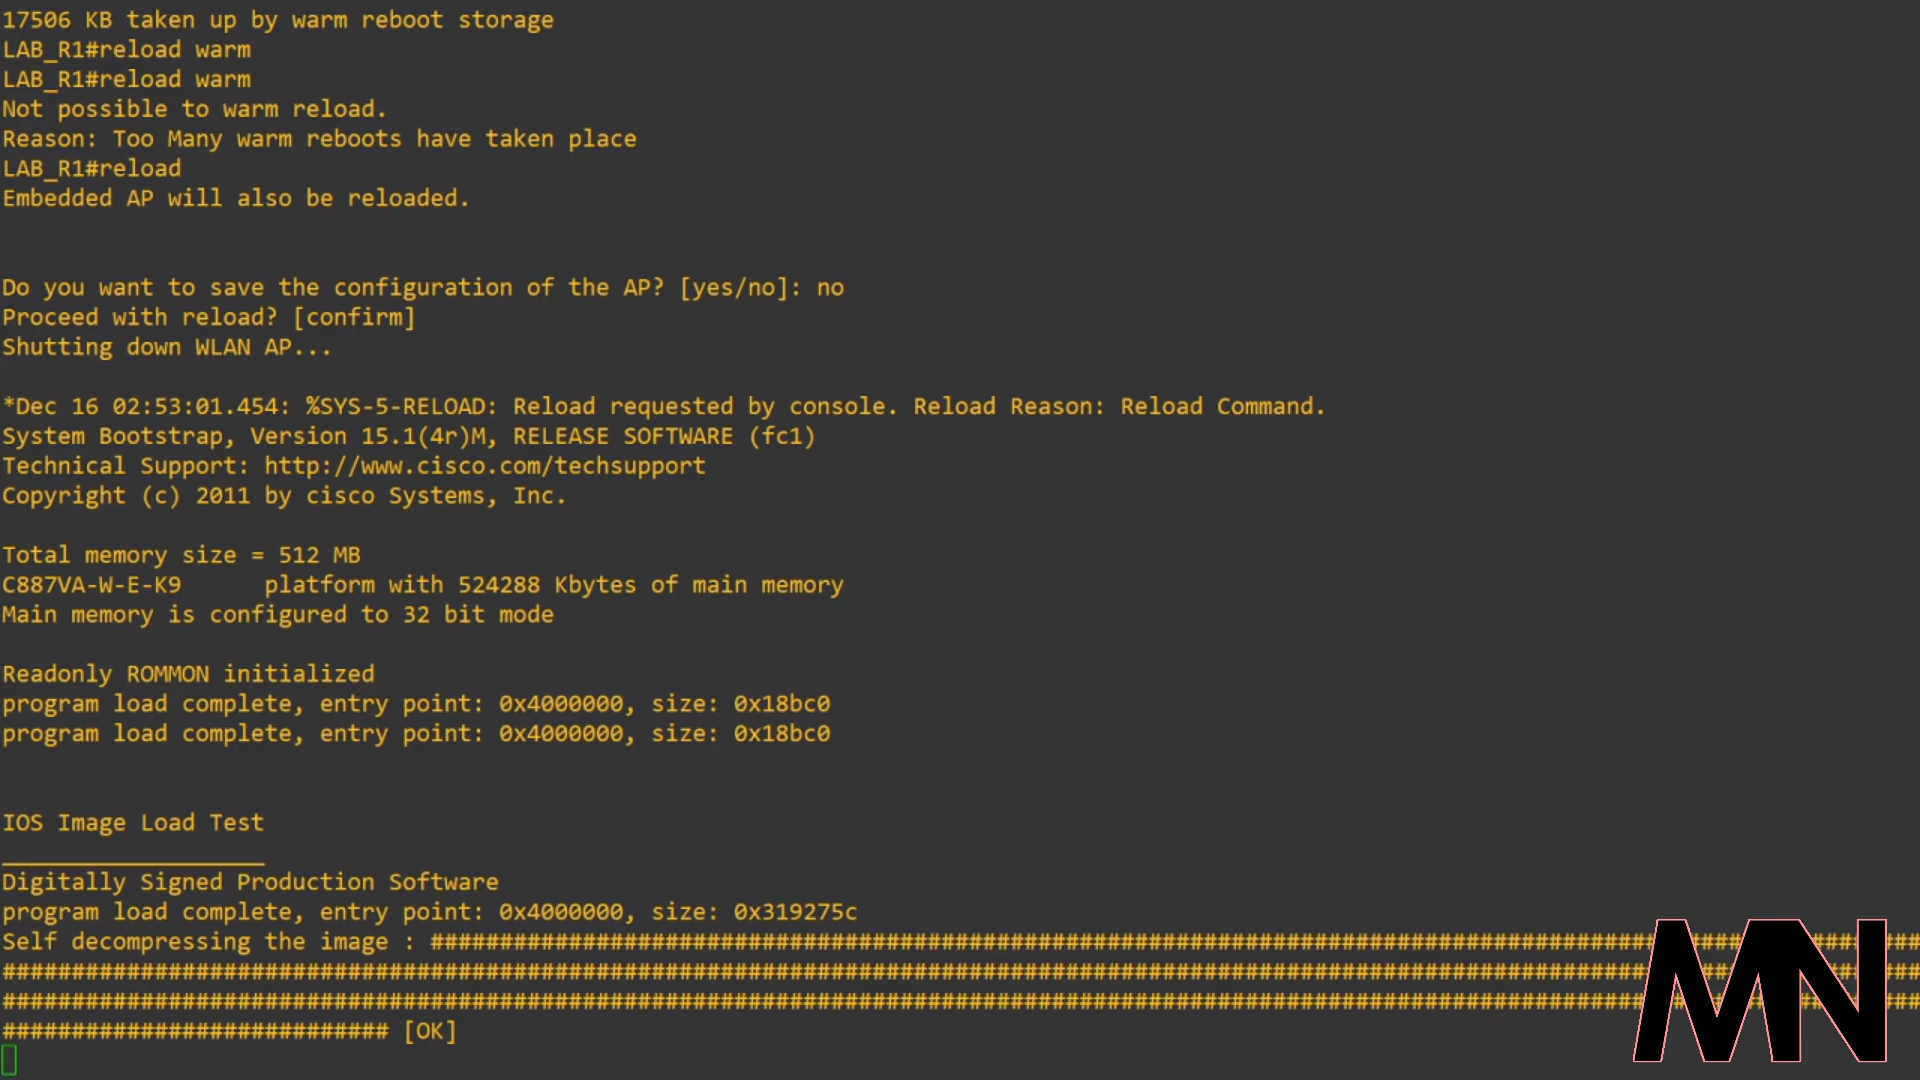 17506 KB taken up by warm reboot storage
LAB_R1#reload warm
LAB_R1#reload warm
Not possible to warm reload.
Reason: Too Many warm reboots have taken place
LAB_R1#reload
Embedded AP will also be reloaded.
Do you want to save the configuration of the AP? [yes/no]: no
Proceed with reload? [confirm]
Shutting down WLAN AP...
*Dec 16 02:53:01.454: %SYS-5-RELOAD: Reload requested by console. Reload Reason: Reload Command.
System Bootstrap, Version 15.1(4r)M, RELEASE SOFTWARE (fc1)
Technical Support: http://www.cisco.com/techsupport
Copyright (c) 2011 by cisco Systems, Inc.
Total memory size = 512 MB
C887VA-W-E-K9      platform with 524288 Kbytes of main memory
Main memory is configured to 32 bit mode
Readonly ROMMON initialized
program load complete, entry point: 0x4000000, size: 0x18bc0
program load complete, entry point: 0x4000000, size: 0x18bc0
IOS Image Load Test
___________________
Digitally Signed Production Software
program load complete, entry point: 0x4000000, size: 0x319275c
Self decompressing the image : ############################################################################################################
###########################################################################################################################################
###########################################################################################################################################
############################ [OK]
MN